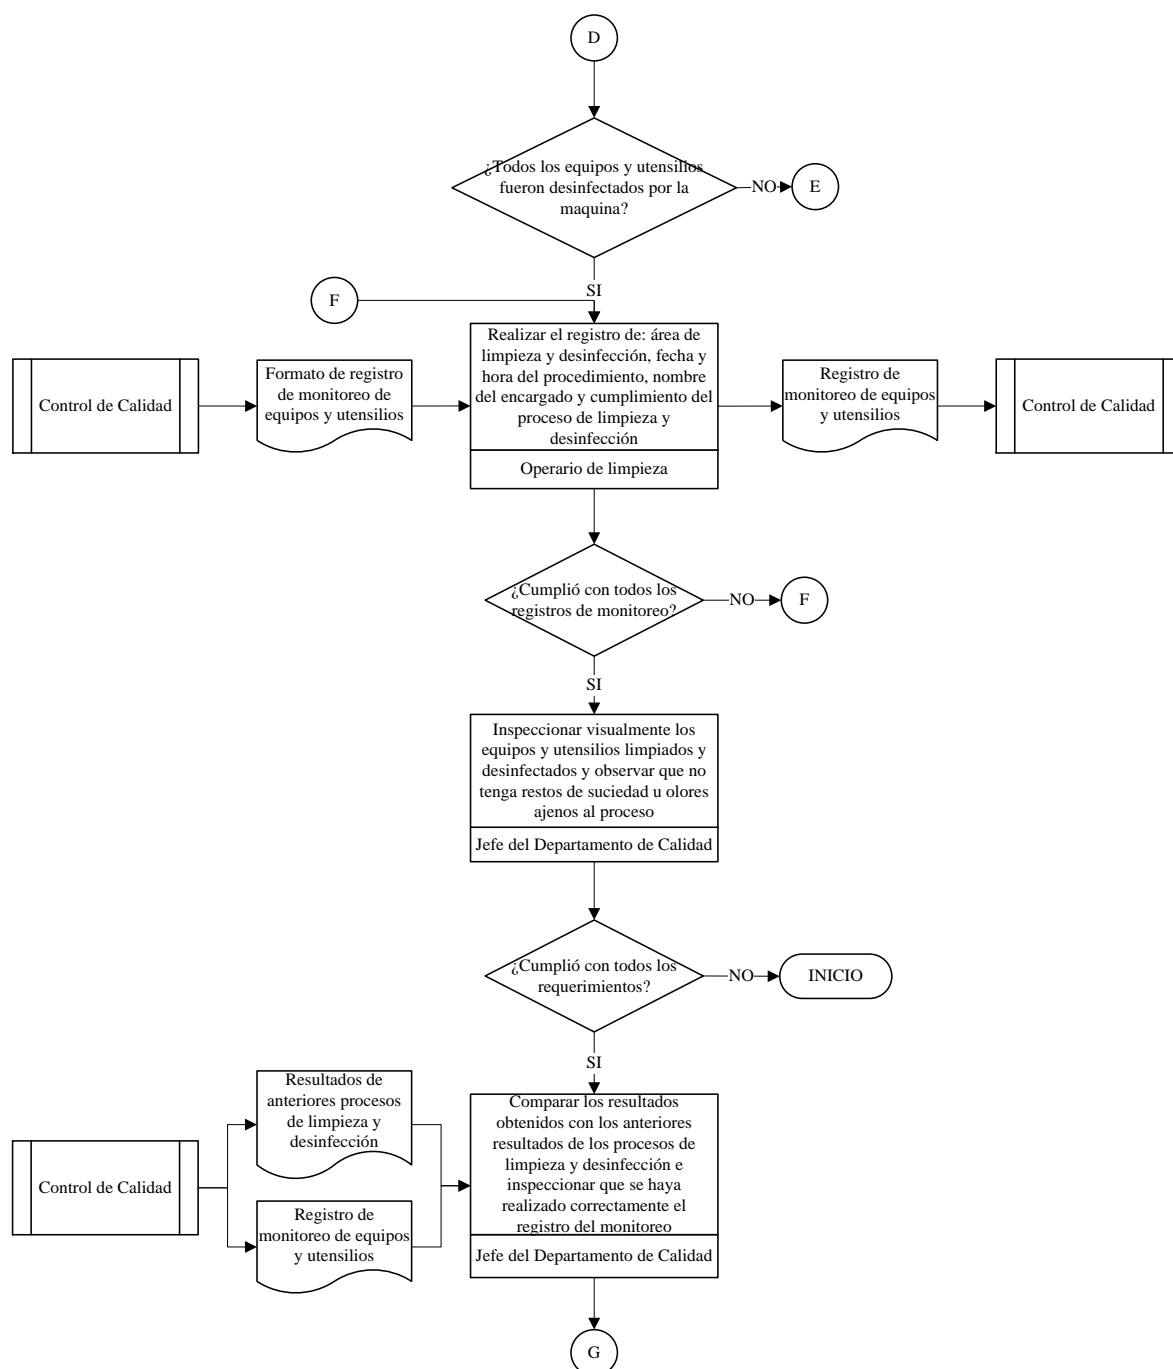 D
¿Todos los equipos y utensilios
fueron desinfectados por la
maquina?
NO
E
SI
F
Control de Calidad
Formato de registro
de monitoreo de
equipos y utensilios
Realizar el registro de: área de
limpieza y desinfección, fecha y
hora del procedimiento, nombre
del encargado y cumplimiento del
proceso de limpieza y
desinfección
Operario de limpieza
Registro de
monitoreo de equipos
y utensilios
Control de Calidad
¿Cumplió con todos los
registros de monitoreo?
NO
F
SI
Inspeccionar visualmente los
equipos y utensilios limpiados y
desinfectados y observar que no
tenga restos de suciedad u olores
ajenos al proceso
Jefe del Departamento de Calidad
¿Cumplió con todos los
requerimientos?
NO
INICIO
SI
Control de Calidad
Resultados de
anteriores procesos
de limpieza y
desinfección
Registro de
monitoreo de equipos
y utensilios
Comparar los resultados
obtenidos con los anteriores
resultados de los procesos de
limpieza y desinfección e
inspeccionar que se haya
realizado correctamente el
registro del monitoreo
Jefe del Departamento de Calidad
G